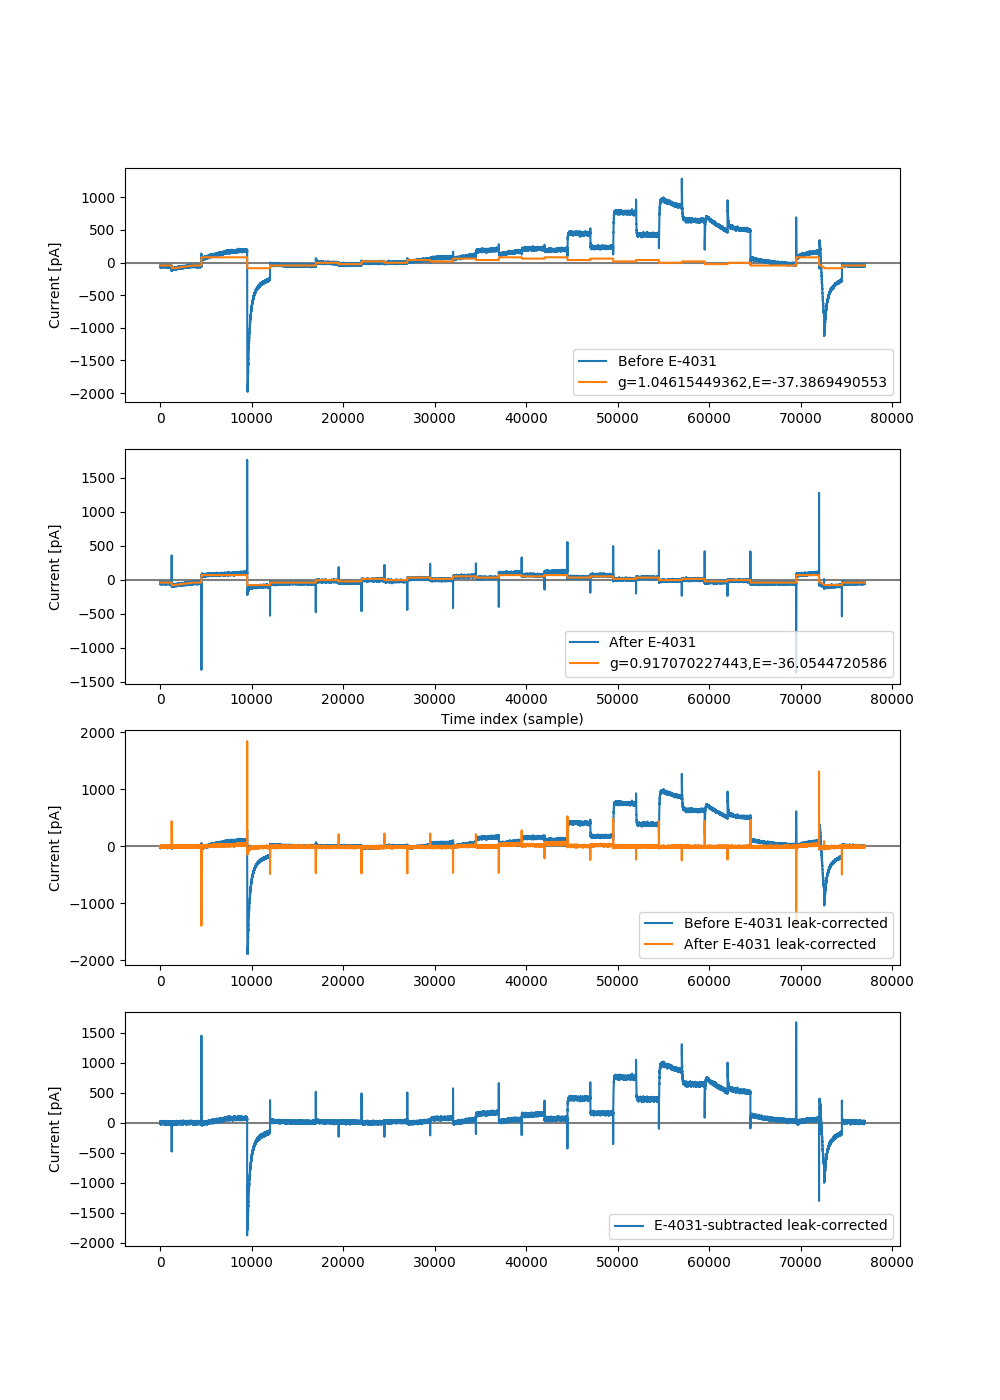 1000
500
0
−500
−1000
−1500
−2000
Current [pA]
Before E-4031
g=1.04615449362,E=-37.3869490553
0 10000 20000 30000 40000 50000 60000 70000 80000
1500
1000
500
0
−500
−1000
−1500
Current [pA]
After E-4031
g=0.917070227443,E=-36.0544720586
0 10000 20000 30000 40000 50000 60000 70000 80000
Time index (sample)
2000
1000
0
−1000
−2000
Current [pA]
Before E-4031 leak-corrected
After E-4031 leak-corrected
0 10000 20000 30000 40000 50000 60000 70000 80000
1500
1000
500
0
−500
−1000
−1500
−2000
Current [pA]
E-4031-subtracted leak-corrected
0 10000 20000 30000 40000 50000 60000 70000 80000